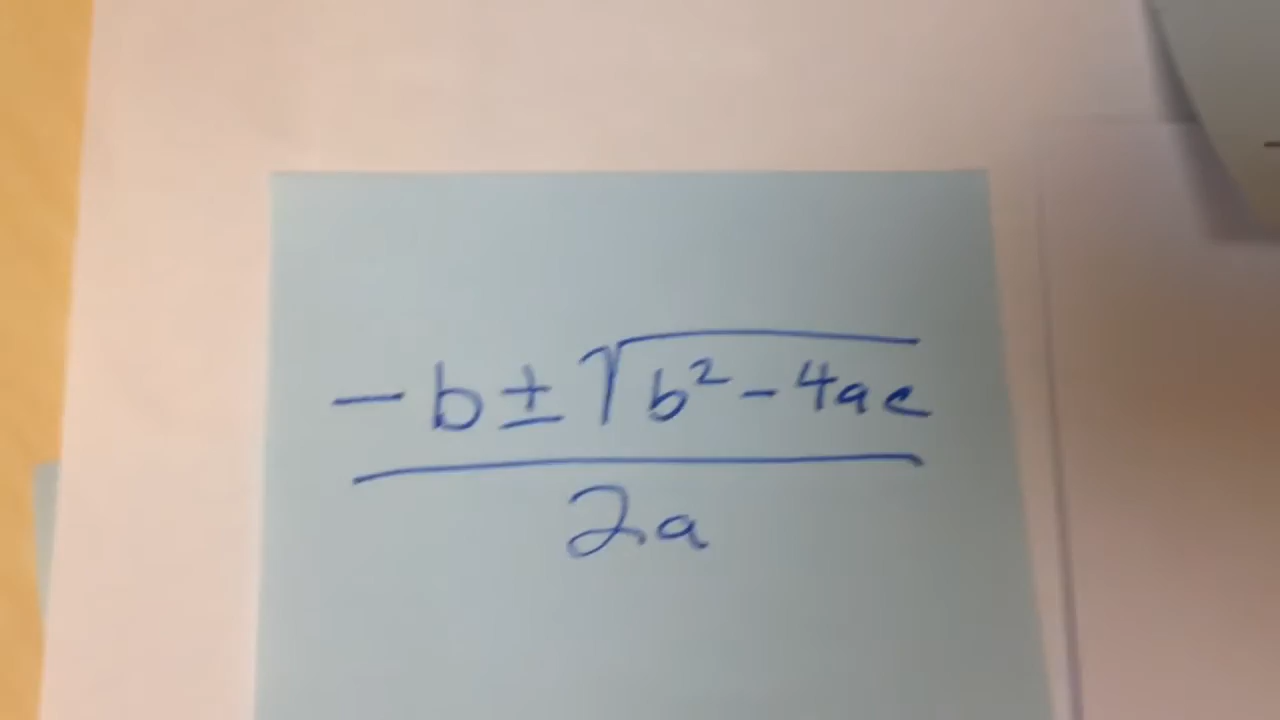 -b ± √(b² - 4ac)
2a